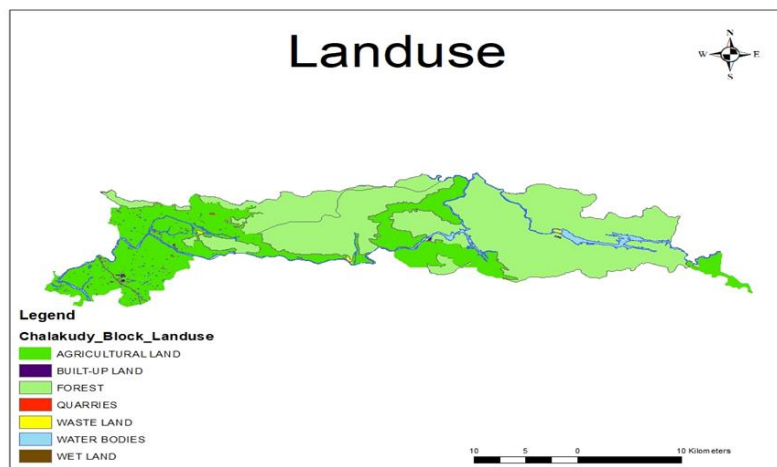 Landuse
N
W E
S
Legend
Chalakudy_Block_Landuse
AGRICULTURAL LAND
BUILT-UP LAND
FOREST
QUARRIES
WASTE LAND
WATER BODIES
WET LAND
10 5 0 10 Kilometers